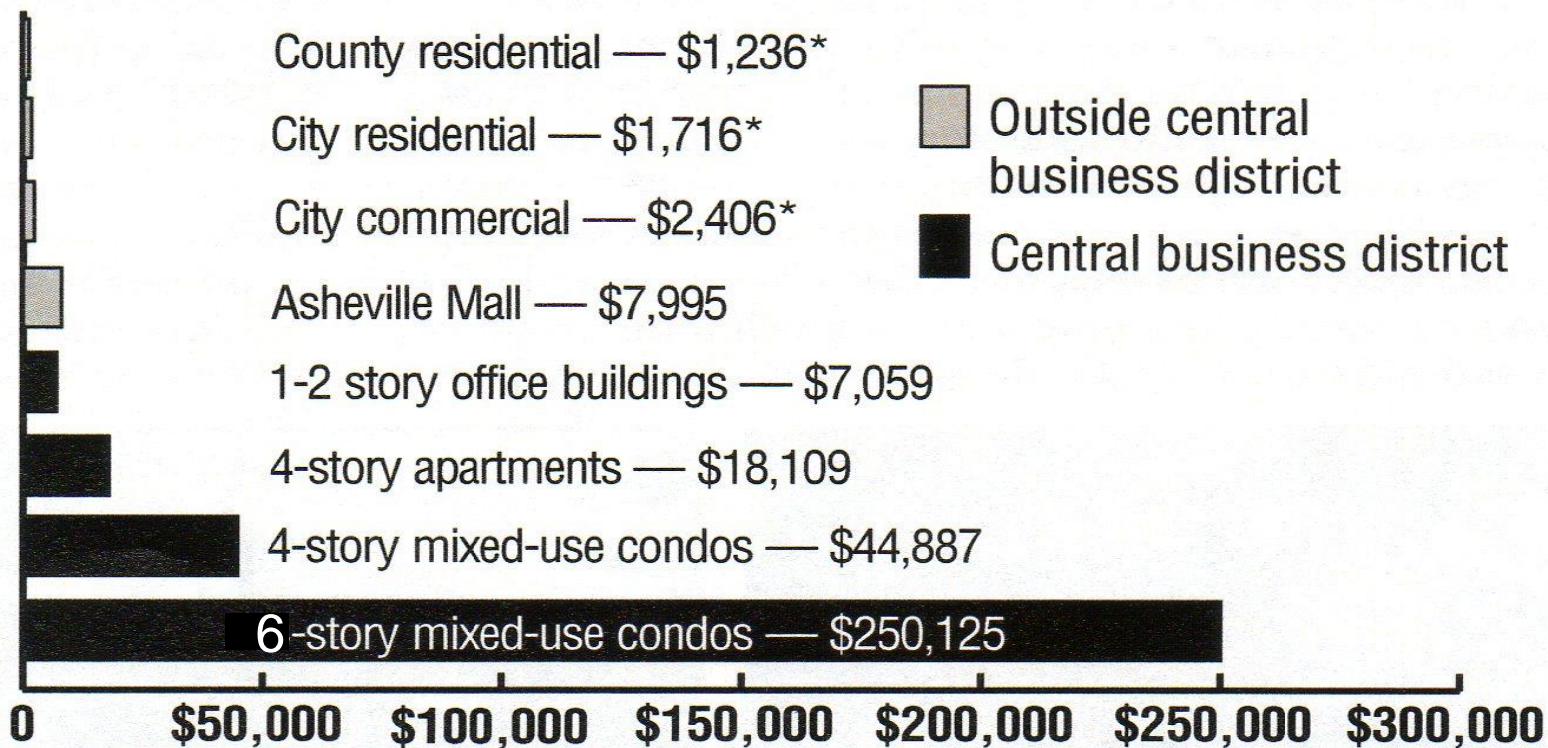 County residential — $1,236*
City residential — $1,716*
City commercial — $2,406*
Asheville Mall — $7,995
1-2 story office buildings — $7,059
4-story apartments — $18,109
4-story mixed-use condos — $44,887
6-story mixed-use condos — $250,125
Outside central
business district
Central business district
0 $50,000 $100,000 $150,000 $200,000 $250,000 $300,000